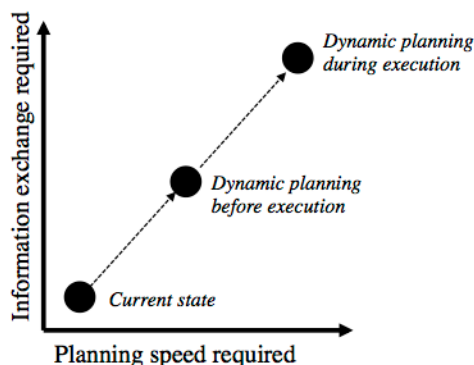 Dynamic planning
during execution
Information exchange required
Dynamic planning
before execution
Current state
Planning speed required